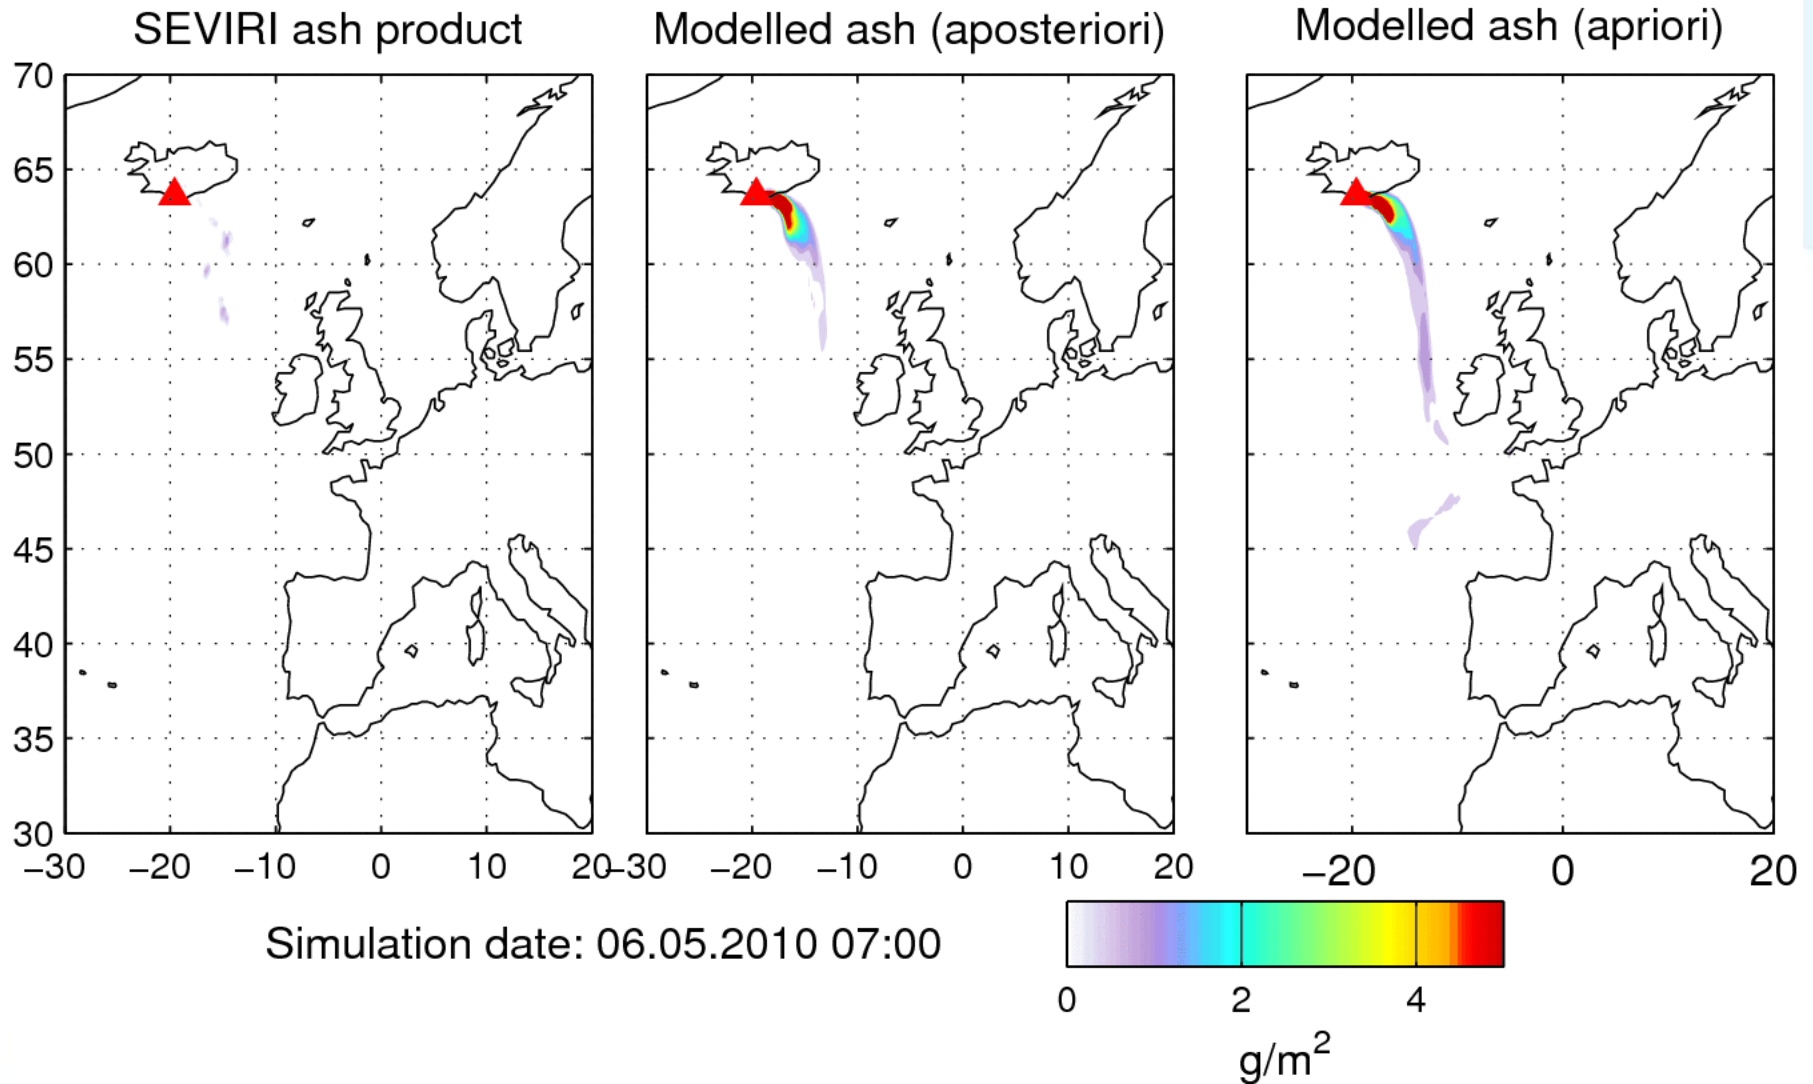 SEVIRI ash product
Modelled ash (aposteriori)
Modelled ash (apriori)
70
65
60
55
50
45
40
35
30
−30 −20 −10 0 10 20
−30 −20 −10 0 10 20
−20 0 20
Simulation date: 06.05.2010 07:00
0 2 4
g/m²